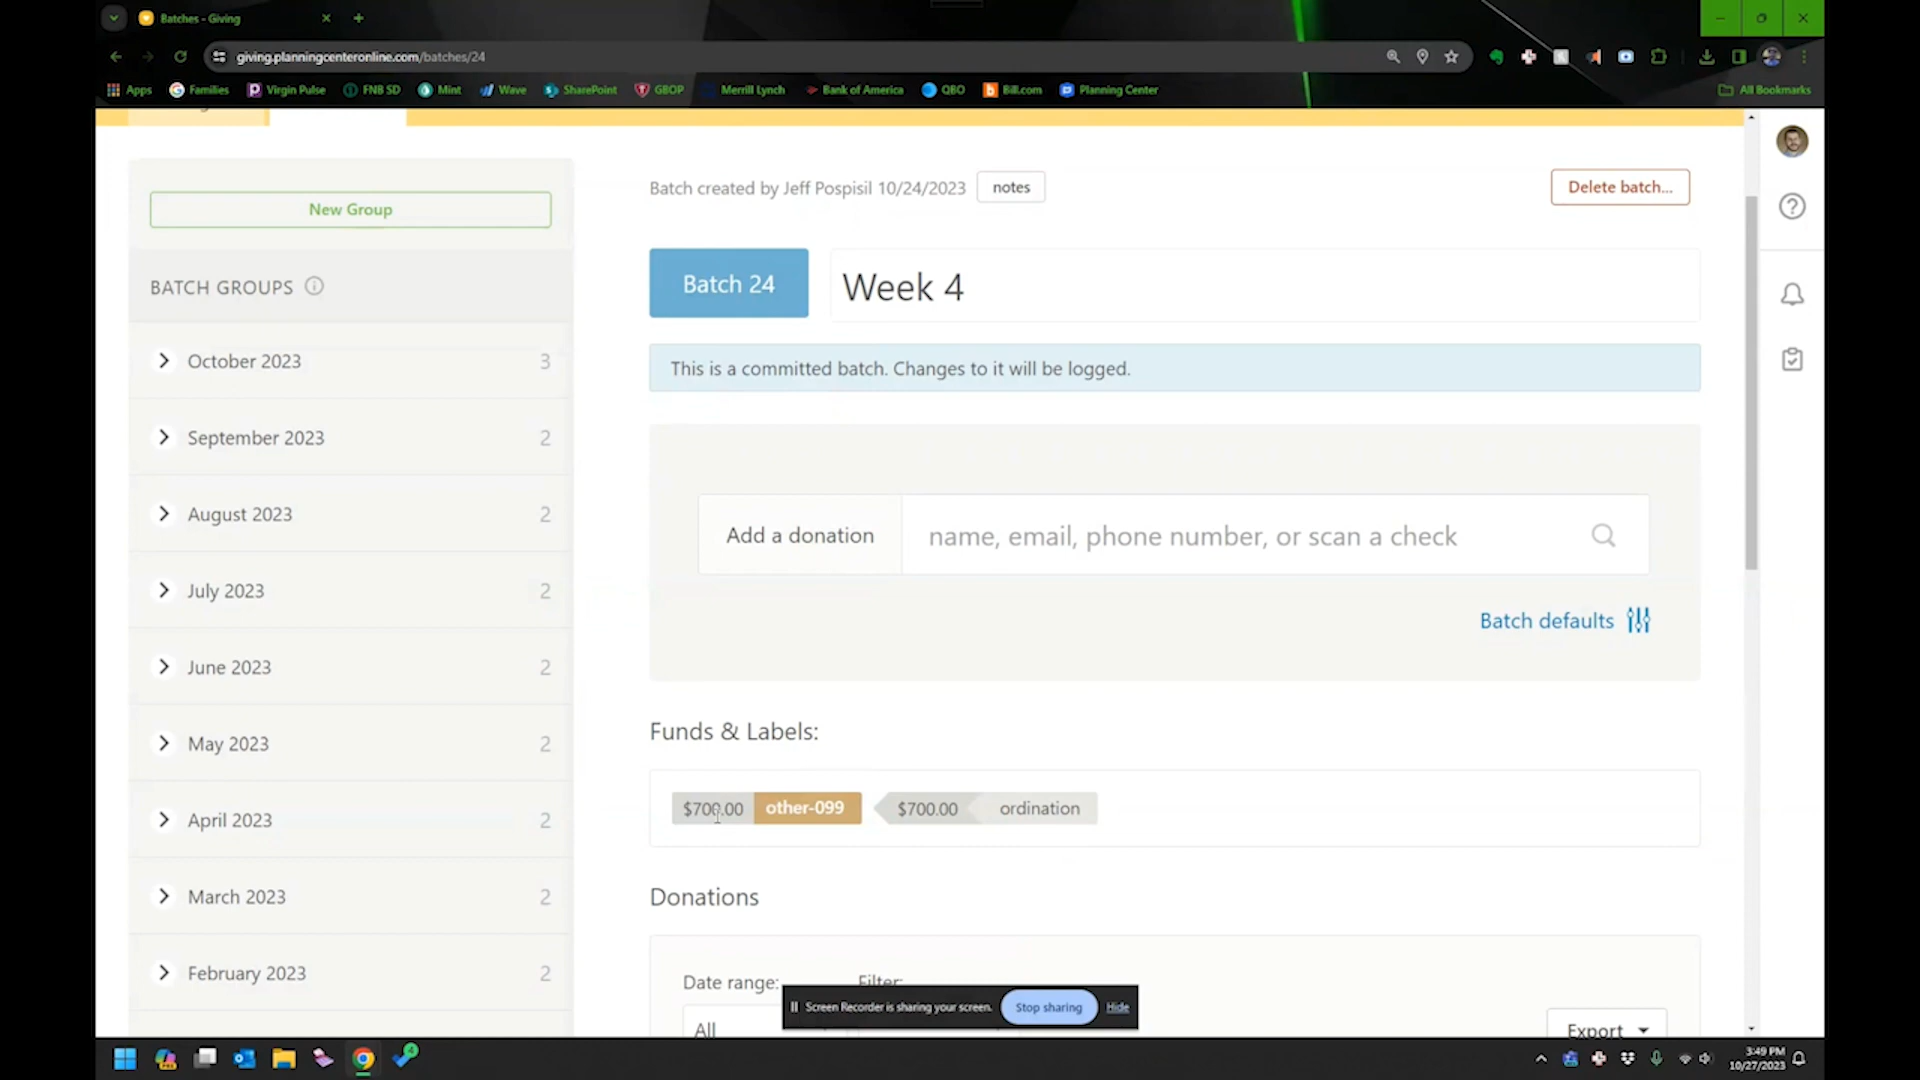 Batches - Giving
giving.planningcenteronline.com/batches/24
Apps Families Virgin Pulse FNB SD Mint Wave SharePoint GBOP Merrill Lynch Bank of America QBO Bill.com Planning Center All Bookmarks
New Group
BATCH GROUPS
October 2023 3
September 2023 2
August 2023 2
July 2023 2
June 2023 2
May 2023 2
April 2023 2
March 2023 2
February 2023 2
Batch created by Jeff Pospisil 10/24/2023 notes Delete batch...
Batch 24 Week 4
This is a committed batch. Changes to it will be logged.
Add a donation name, email, phone number, or scan a check
Batch defaults
Funds & Labels:
$700.00 other-099 $700.00 ordination
Donations
Date range: Filter:
All Export
Screen Recorder is sharing your screen. Stop sharing Hide
4
3:49 PM
10/27/2023